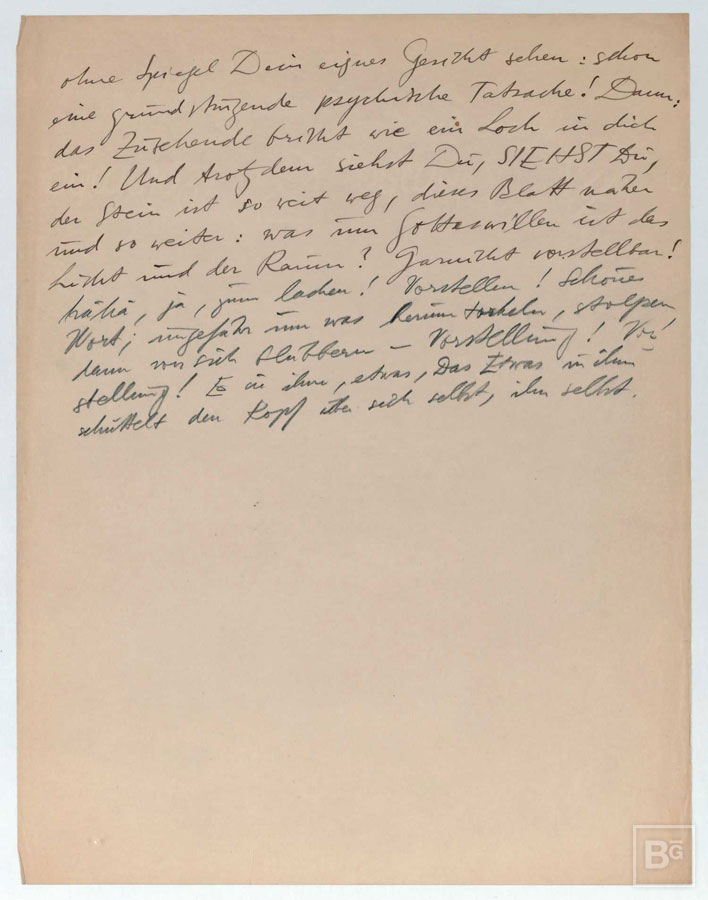 ohne Spiegel Dein eignes Gesicht sehen: schon
eine grundstürzende psychische Tatsache! Dann:
das Zusehende bricht wie ein Loch in dich
ein! Und trotzdem siehst Du, SIEHST Du,
der Stein ist so weit weg, dieses Blatt näher
und so weiter: was um Gotteswillen ist das
Licht und der Raum? Garnicht vorstellbar!
hähä, ja, zum lachen! Vorstellen! Schönes
Wort; ungefähr um was herum torkeln, stolpern
dann vor sich blubbern – Vorstellung! Vor!
stellung! Es in ihm, etwas, Das Etwas in ihm
schüttelt den Kopf über sich selbst, ihn selbst.
BG